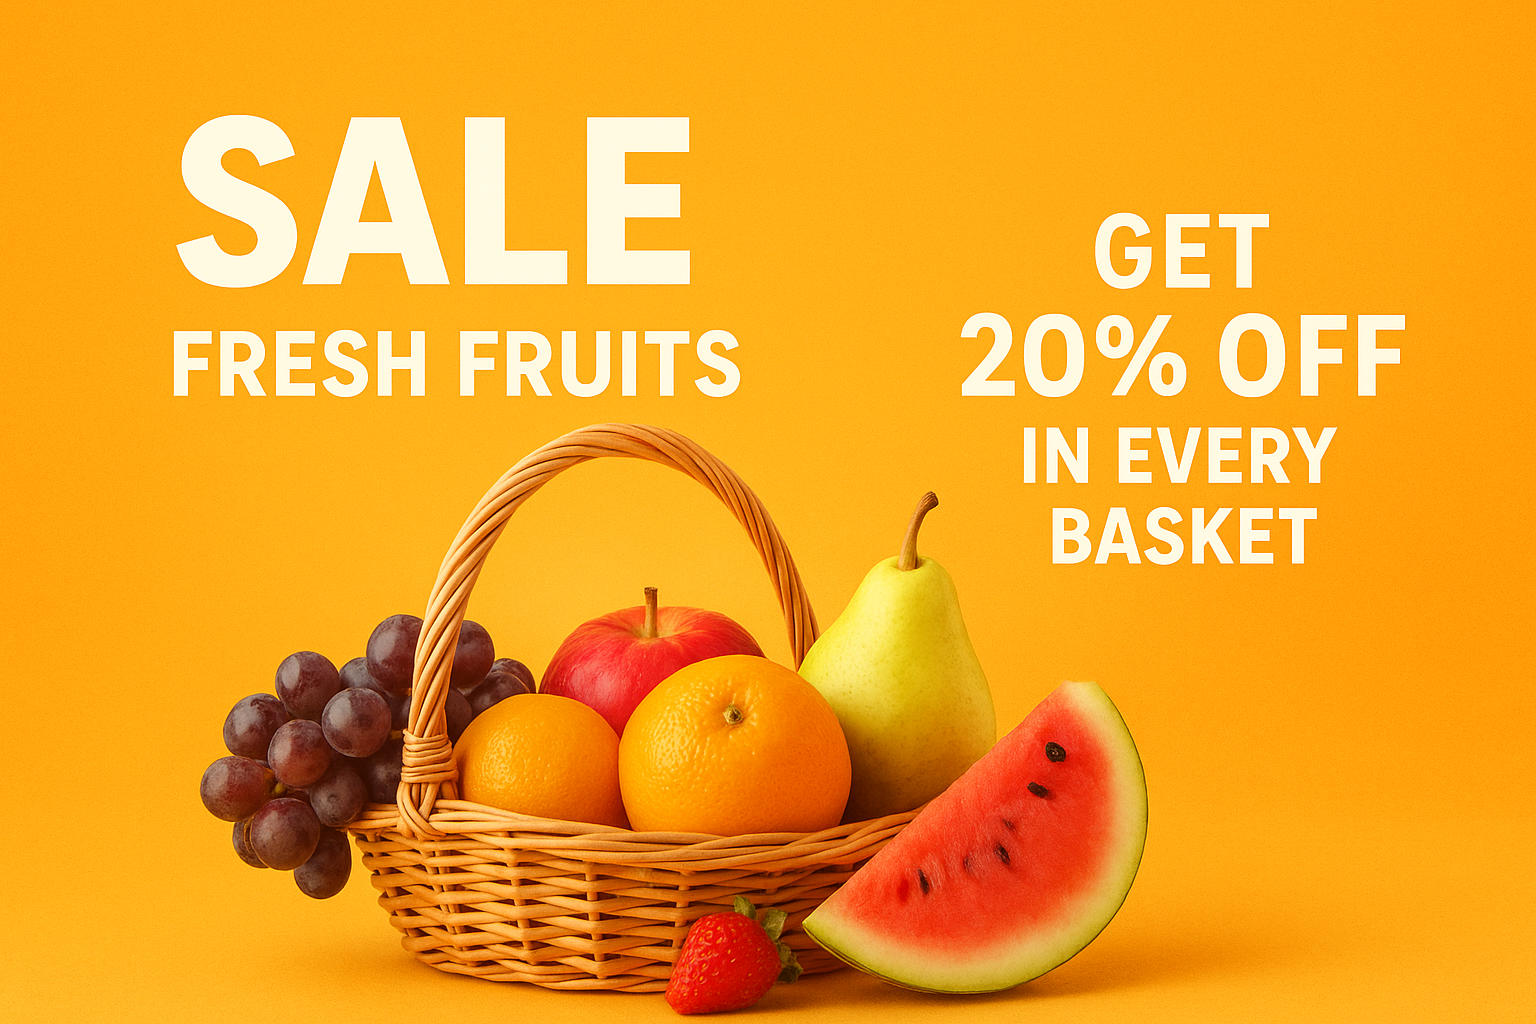 SALE
FRESH FRUITS
GET
20% OFF
IN EVERY
BASKET